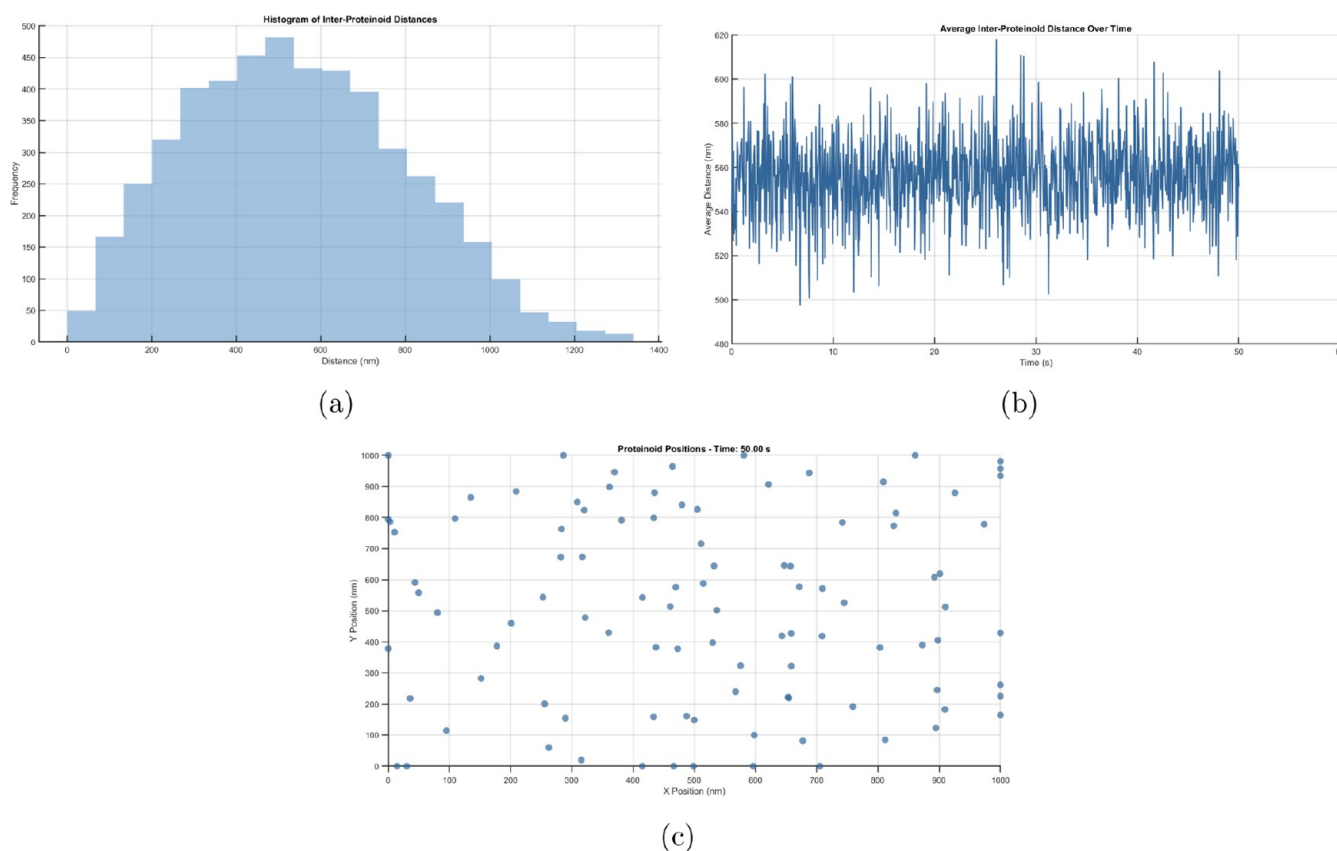 Histogram of Inter-Proteinoid Distances
500
450
400
350
300
250
200
150
100
50
0
Frequency
0 200 400 600 800 1000 1200 1400
Distance (nm)
(a)
Average Inter-Proteinoid Distance Over Time
620
600
580
560
540
520
500
480
Average Distance (nm)
0 10 20 30 40 50
Time (s)
(b)
Proteinoid Positions - Time: 50.00 s
1000
900
800
700
600
500
400
300
200
100
0
Y Position (nm)
0 100 200 300 400 500 600 700 800 900 1000
X Position (nm)
(c)